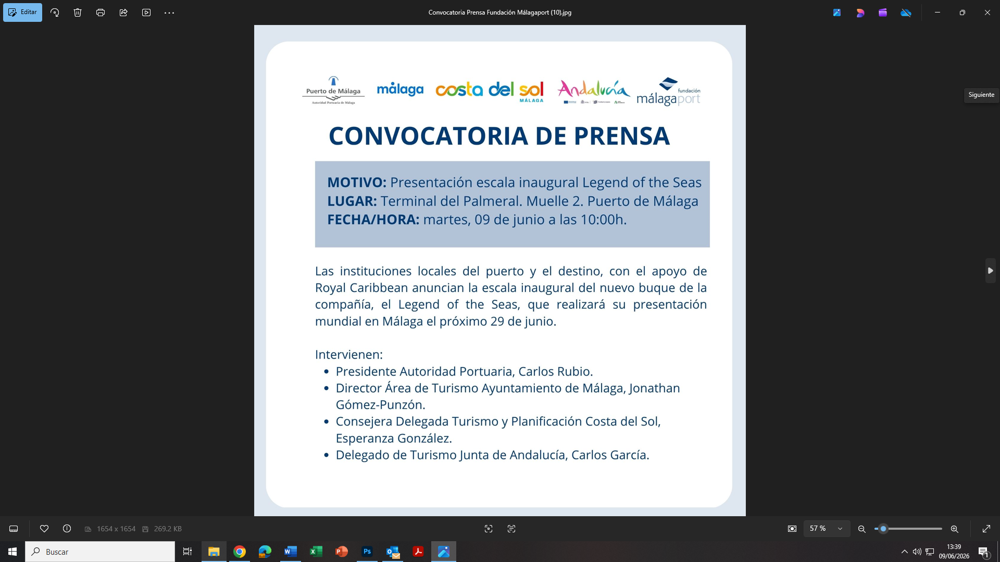 Editar
Convocatoria Prensa Fundación Málagaport (10).jpg
Siguiente
Puerto de Málaga
Autoridad Portuaria de Málaga
málaga
costa del sol
MÁLAGA
Andalucía
fundación
málagaport
CONVOCATORIA DE PRENSA
MOTIVO: Presentación escala inaugural Legend of the Seas
LUGAR: Terminal del Palmeral. Muelle 2. Puerto de Málaga
FECHA/HORA: martes, 09 de junio a las 10:00h.
Las instituciones locales del puerto y el destino, con el apoyo de
Royal Caribbean anuncian la escala inaugural del nuevo buque de la
compañía, el Legend of the Seas, que realizará su presentación
mundial en Málaga el próximo 29 de junio.
Intervienen:
• Presidente Autoridad Portuaria, Carlos Rubio.
• Director Área de Turismo Ayuntamiento de Málaga, Jonathan
Gómez-Punzón.
• Consejera Delegada Turismo y Planificación Costa del Sol,
Esperanza González.
• Delegado de Turismo Junta de Andalucía, Carlos García.
1654 x 1654
269.2 KB
57 %
Buscar
13:39
09/06/2026
1